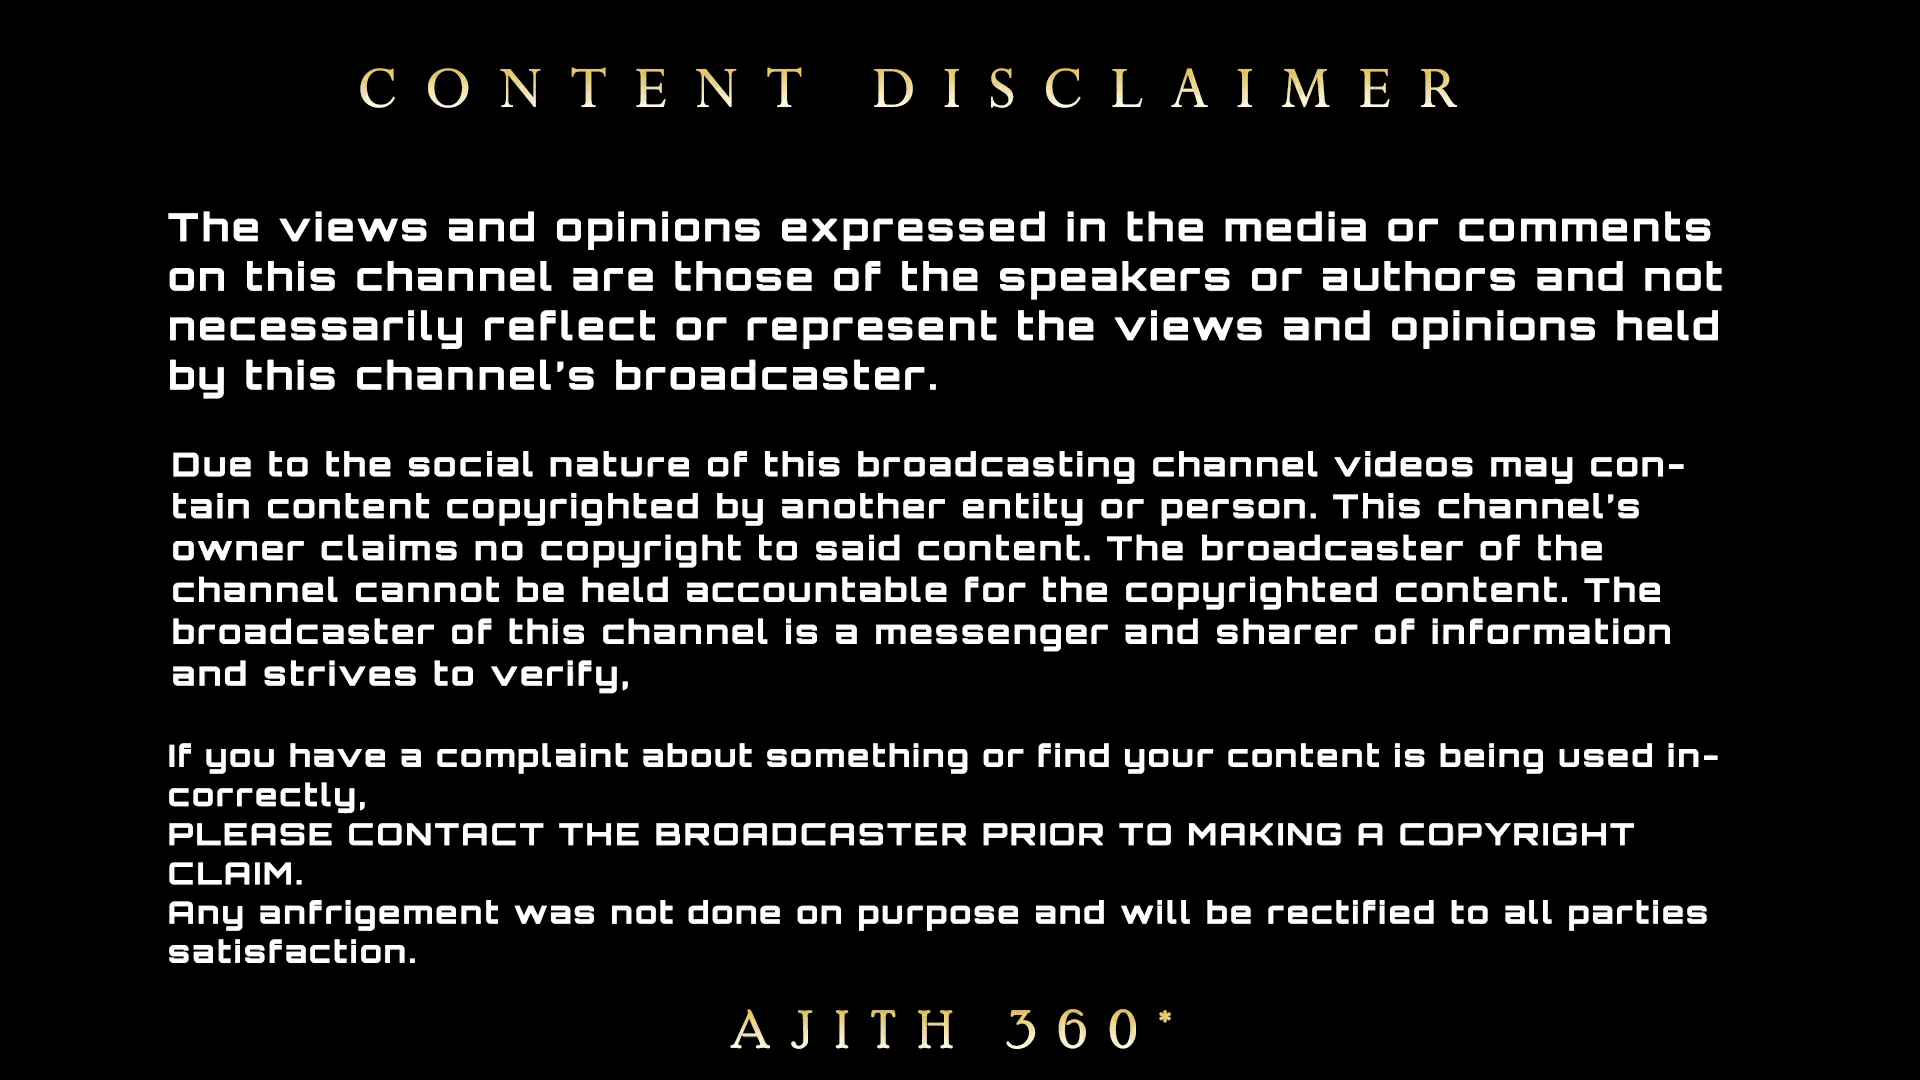 CONTENT DISCLAIMER
The views and opinions expressed in the media or comments
on this channel are those of the speakers or authors and not
necessarily reflect or represent the views and opinions held
by this channel's broadcaster.
Due to the social nature of this broadcasting channel videos may con-
tain content copyrighted by another entity or person. This channel's
owner claims no copyright to said content. The broadcaster of the
channel cannot be held accountable for the copyrighted content. The
broadcaster of this channel is a messenger and sharer of information
and strives to verify,
If you have a complaint about something or find your content is being used in-
correctly,
PLEASE CONTACT THE BROADCASTER PRIOR TO MAKING A COPYRIGHT
CLAIM.
Any anfrigement was not done on purpose and will be rectified to all parties
satisfaction.
AJITH 360*